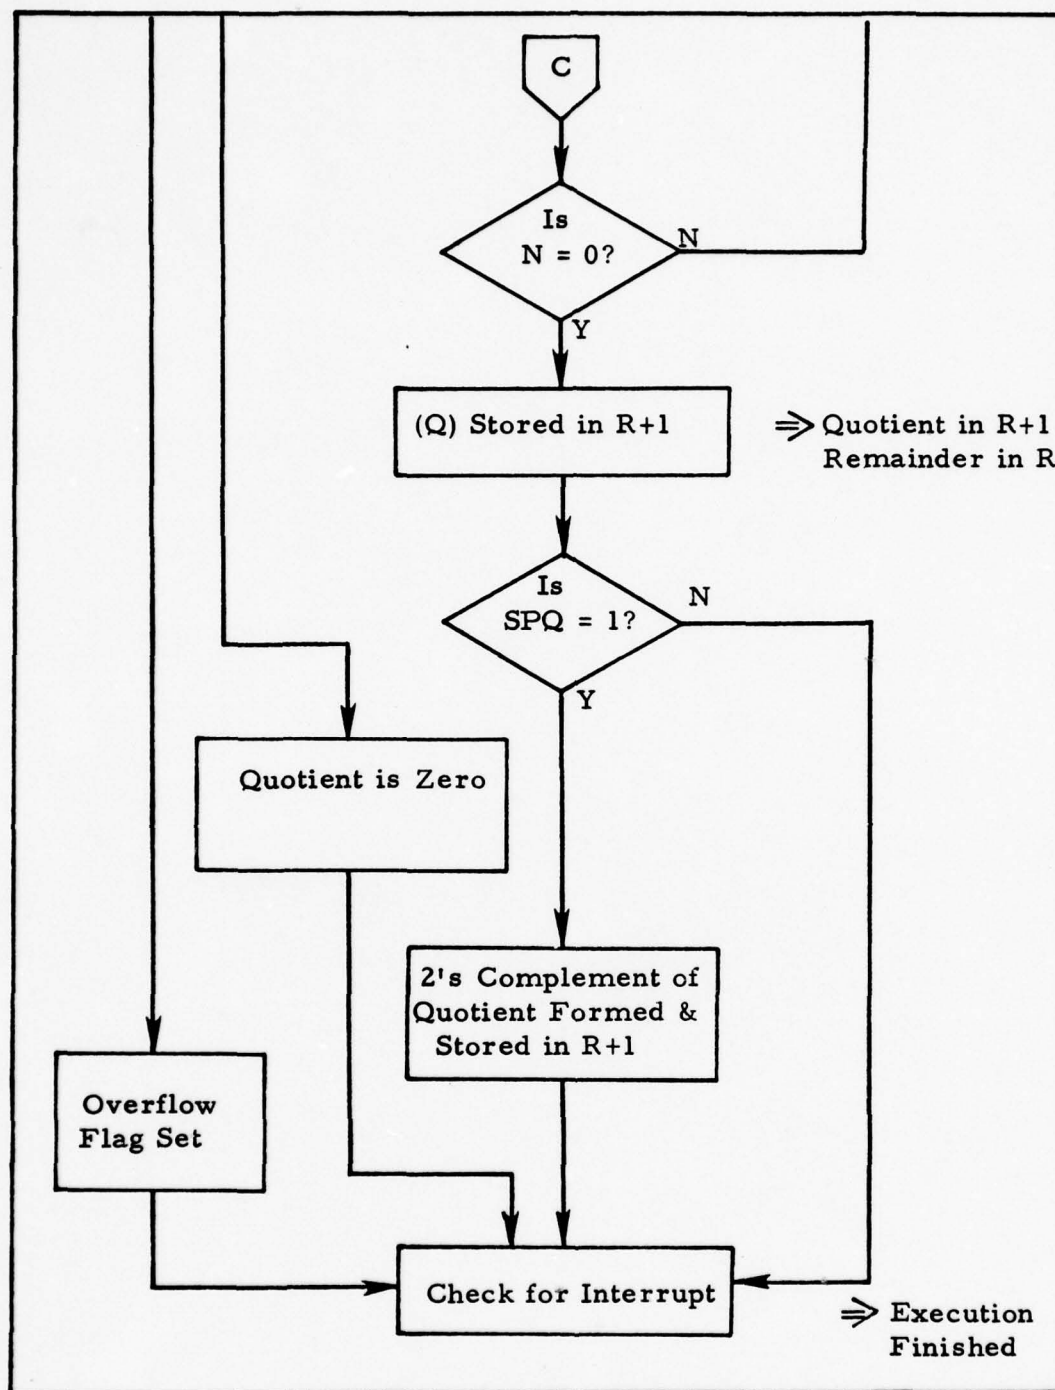 C
Is
N = 0?
N
Y
(Q) Stored in R+1
⇒ Quotient in R+1
Remainder in R
Is
SPQ = 1?
N
Y
Quotient is Zero
2's Complement of
Quotient Formed &
Stored in R+1
Overflow
Flag Set
Check for Interrupt
⇒ Execution
Finished